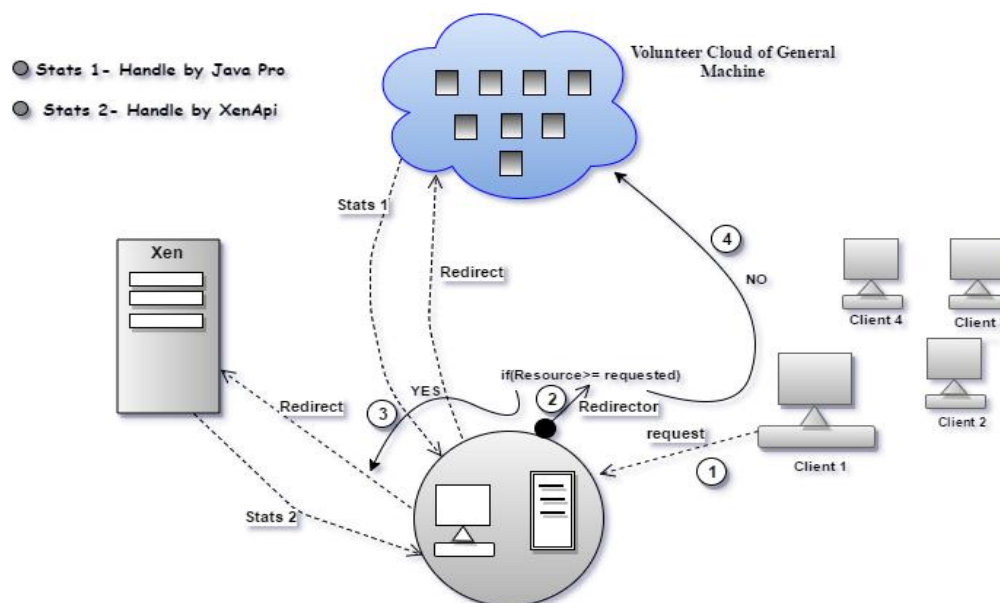 Volunteer Cloud of General
Machine
Stats 1- Handle by Java Pro
Stats 2- Handle by XenApi
Stats 1
Redirect
Xen
4
NO
Client 4
Client
if(Resource>= requested)
YES
2
3
Redirect
Redirector
request
1
Client 1
Client 2
Stats 2